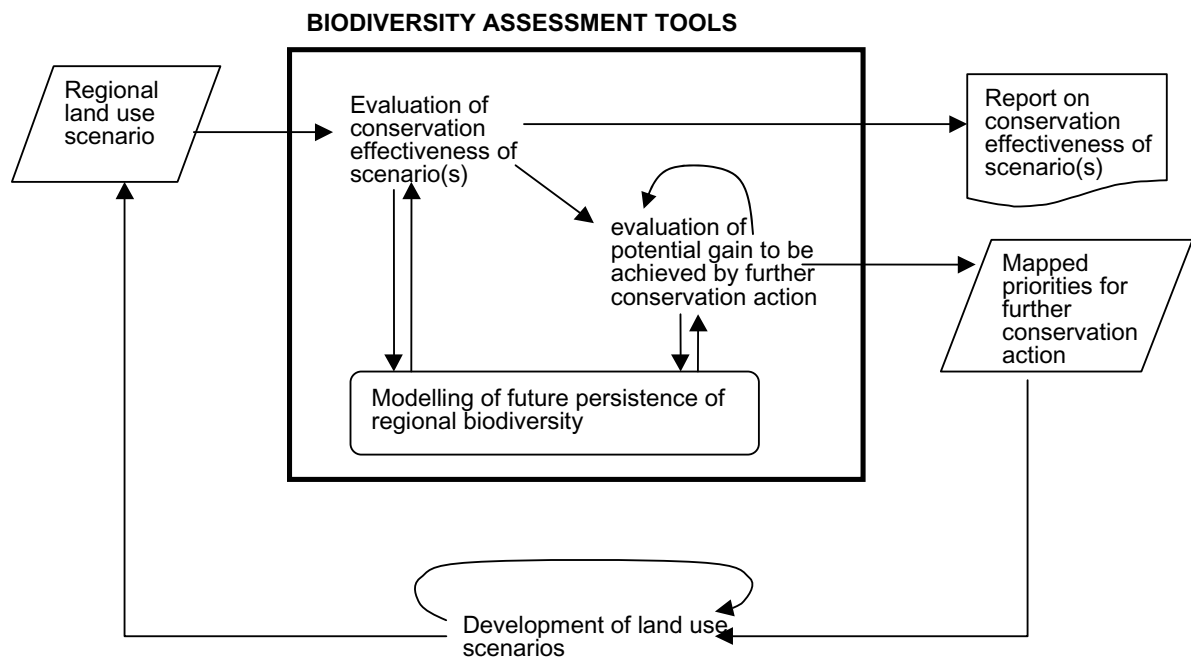 BIODIVERSITY ASSESSMENT TOOLS
Regional
land use
scenario
Evaluation of
conservation
effectiveness of
scenario(s)
Report on
conservation
effectiveness of
scenario(s)
evaluation of
potential gain to be
achieved by further
conservation action
Mapped
priorities for
further
conservation
action
Modelling of future persistence of
regional biodiversity
Development of land use
scenarios